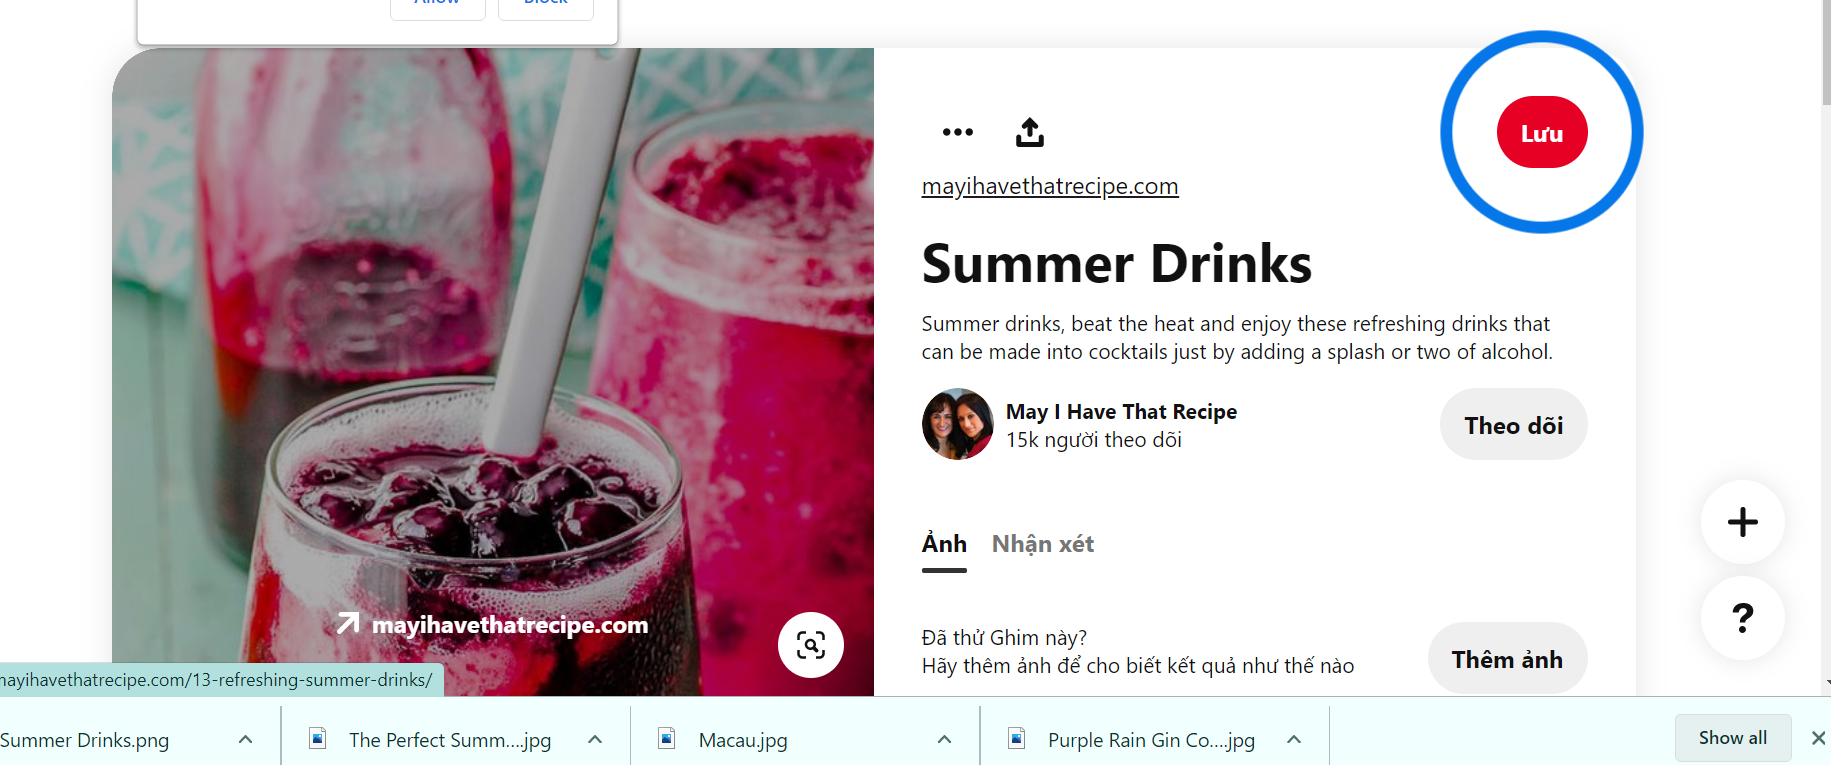 Allow Block
Lưu
mayihavethatrecipe.com
Summer Drinks
Summer drinks, beat the heat and enjoy these refreshing drinks that
can be made into cocktails just by adding a splash or two of alcohol.
May I Have That Recipe
15k người theo dõi
Theo dõi
Ảnh Nhận xét
Đã thử Ghim này?
Hãy thêm ảnh để cho biết kết quả như thế nào
Thêm ảnh
mayihavethatrecipe.com
?
mayihavethatrecipe.com/13-refreshing-summer-drinks/
Summer Drinks.png
The Perfect Summ....jpg
Macau.jpg
Purple Rain Gin Co....jpg
Show all